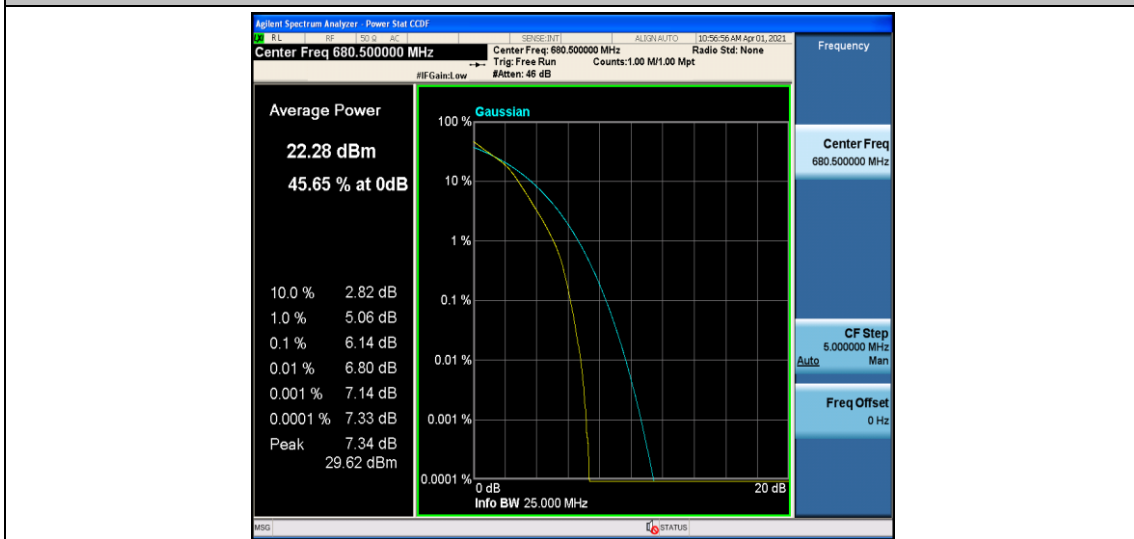 Agilent Spectrum Analyzer - Power Stat CCDF
LXI RL RF 50 Ω AC SENSE:INT ALIGN AUTO 10:56:56 AM Apr 01, 2021
Center Freq 680.500000 MHz
Center Freq: 680.500000 MHz Radio Std: None
Trig: Free Run Counts:1.00 M/1.00 Mpt
#IFGain:Low #Atten: 46 dB
Frequency
Average Power
22.28 dBm
45.65 % at 0dB
10.0 % 2.82 dB
1.0 % 5.06 dB
0.1 % 6.14 dB
0.01 % 6.80 dB
0.001 % 7.14 dB
0.0001 % 7.33 dB
Peak 7.34 dB
29.62 dBm
Gaussian
100 %
10 %
1 %
0.1 %
0.01 %
0.001 %
0.0001 %
0 dB 20 dB
Info BW 25.000 MHz
Center Freq
680.500000 MHz
CF Step
5.000000 MHz
Auto Man
Freq Offset
0 Hz
MSG STATUS